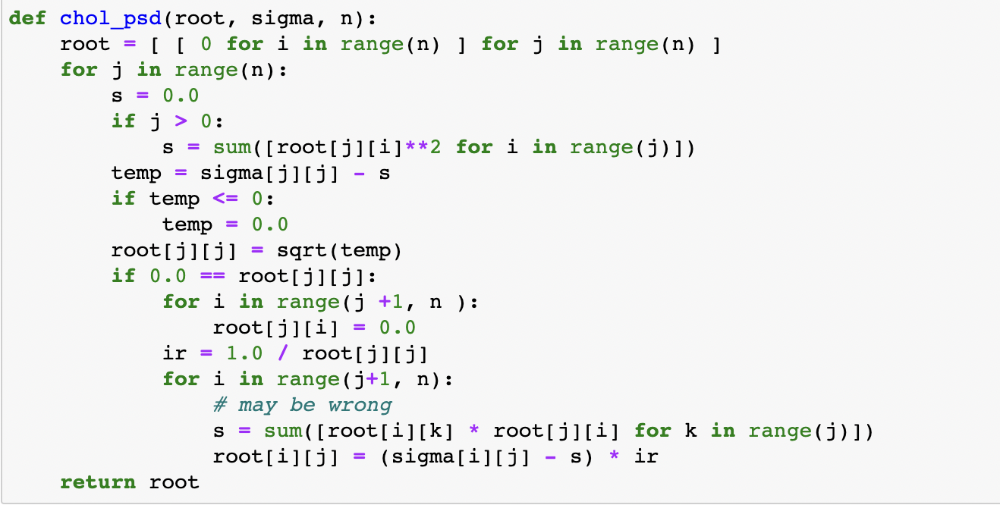 def chol_psd(root, sigma, n):
    root = [ [ 0 for i in range(n) ] for j in range(n) ]
    for j in range(n):
        s = 0.0
        if j > 0:
            s = sum([root[j][i]**2 for i in range(j)])
        temp = sigma[j][j] - s
        if temp <= 0:
            temp = 0.0
        root[j][j] = sqrt(temp)
        if 0.0 == root[j][j]:
            for i in range(j +1, n ):
                root[j][i] = 0.0
            ir = 1.0 / root[j][j]
            for i in range(j+1, n):
                # may be wrong
                s = sum([root[i][k] * root[j][i] for k in range(j)])
                root[i][j] = (sigma[i][j] - s) * ir
    return root